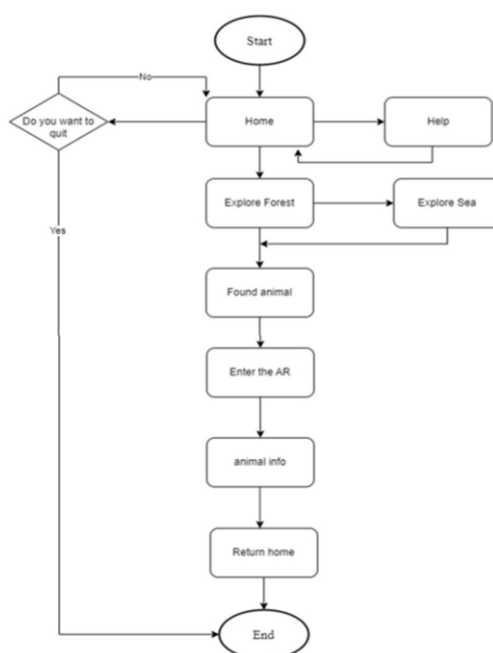 Start
No
Do you want to
quit
Home
Help
Explore Forest
Explore Sea
Yes
Found animal
Enter the AR
animal info
Return home
End